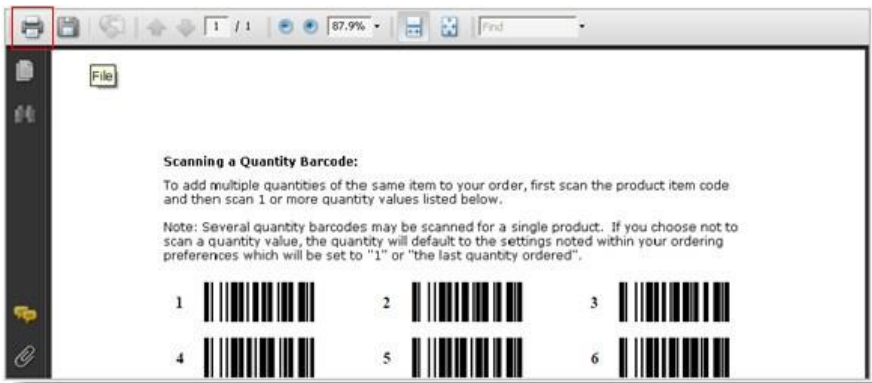 1 / 1 87.9% Find
File
Scanning a Quantity Barcode:
To add multiple quantities of the same item to your order, first scan the product item code
and then scan 1 or more quantity values listed below.
Note: Several quantity barcodes may be scanned for a single product. If you choose not to
scan a quantity value, the quantity will default to the settings noted within your ordering
preferences which will be set to "1" or "the last quantity ordered".
1 2 3
4 5 6